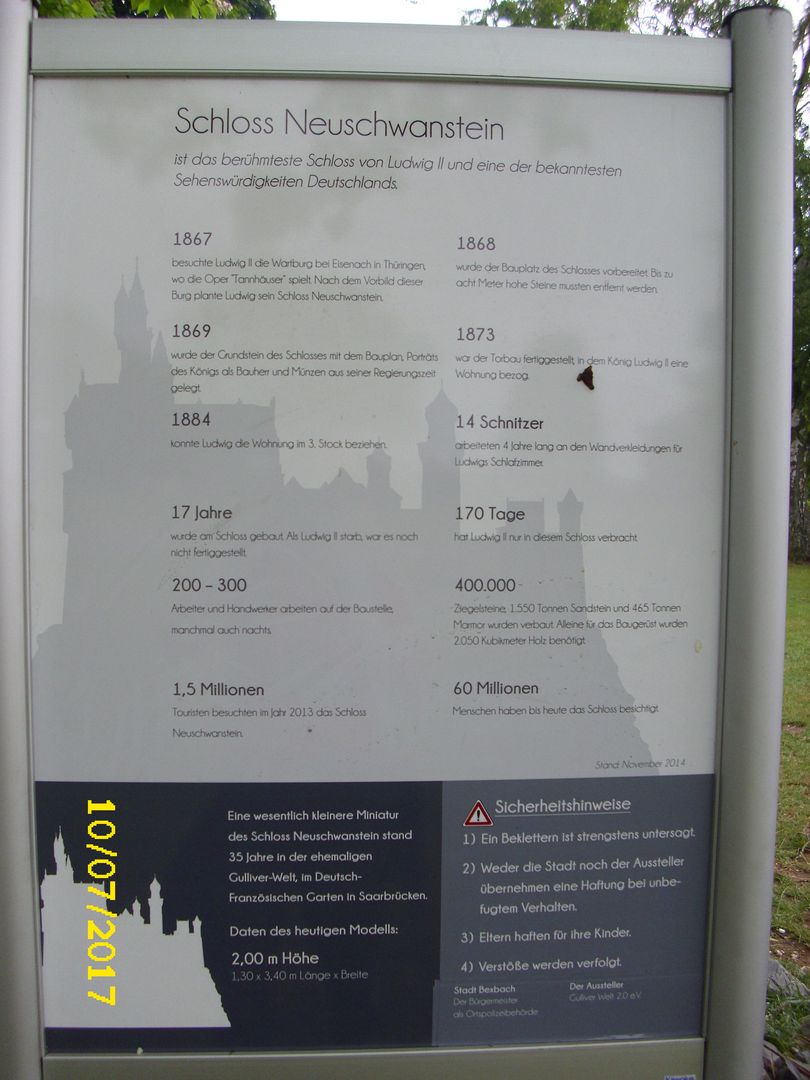 Schloss Neuschwanstein
ist das berühmteste Schloss von Ludwig II und eine der bekanntesten
Sehenswürdigkeiten Deutschlands.
1867
besuchte Ludwig II die Wartburg bei Eisenach in Thüringen,
wo die Oper "Tannhäuser" spielt. Nach dem Vorbild dieser
Burg plante Ludwig sein Schloss Neuschwanstein.
1868
wurde der Bauplatz des Schlosses vorbereitet. Bis zu
acht Meter hohe Steine mussten entfernt werden.
1869
wurde der Grundstein des Schlosses mit dem Bauplan, Porträts
des Königs als Bauherr und Münzen aus seiner Regierungszeit
gelegt.
1873
war der Torbau fertiggestellt, in dem König Ludwig II eine
Wohnung bezog.
1884
konnte Ludwig die Wohnung im 3. Stock beziehen.
14 Schnitzer
arbeiteten 4 Jahre lang an den Wandverkleidungen für
Ludwigs Schlafzimmer.
17 Jahre
wurde am Schloss gebaut. Als Ludwig II starb, war es noch
nicht fertiggestellt.
170 Tage
hat Ludwig II nur in diesem Schloss verbracht.
200 – 300
Arbeiter und Handwerker arbeiten auf der Baustelle,
manchmal auch nachts.
400.000
Ziegelsteine, 1.550 Tonnen Sandstein und 465 Tonnen
Marmor wurden verbaut. Alleine für das Baugerüst wurden
2.050 Kubikmeter Holz benötigt.
1,5 Millionen
Touristen besuchten im Jahr 2013 das Schloss
Neuschwanstein.
60 Millionen
Menschen haben bis heute das Schloss besichtigt.
Stand: November 2014
Eine wesentlich kleinere Miniatur
des Schloss Neuschwanstein stand
35 Jahre in der ehemaligen
Gulliver-Welt, im Deutsch-
Französischen Garten in Saarbrücken.
Daten des heutigen Modells:
2,00 m Höhe
1,30 x 3,40 m Länge x Breite
Sicherheitshinweise
1) Ein Beklettern ist strengstens untersagt.
2) Weder die Stadt noch der Aussteller
übernehmen eine Haftung bei unbe-
fugtem Verhalten.
3) Eltern haften für ihre Kinder.
4) Verstöße werden verfolgt.
Stadt Bexbach
Der Bürgermeister
als Ortspolizeibehörde
Der Aussteller
Gulliver Welt 2.0 e.V.
10/07/2017